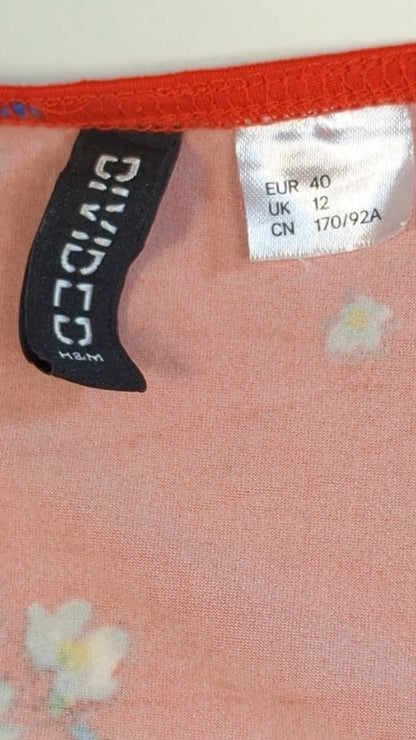 DIVIDED
H&M
EUR 40
UK 12
CN 170/92A